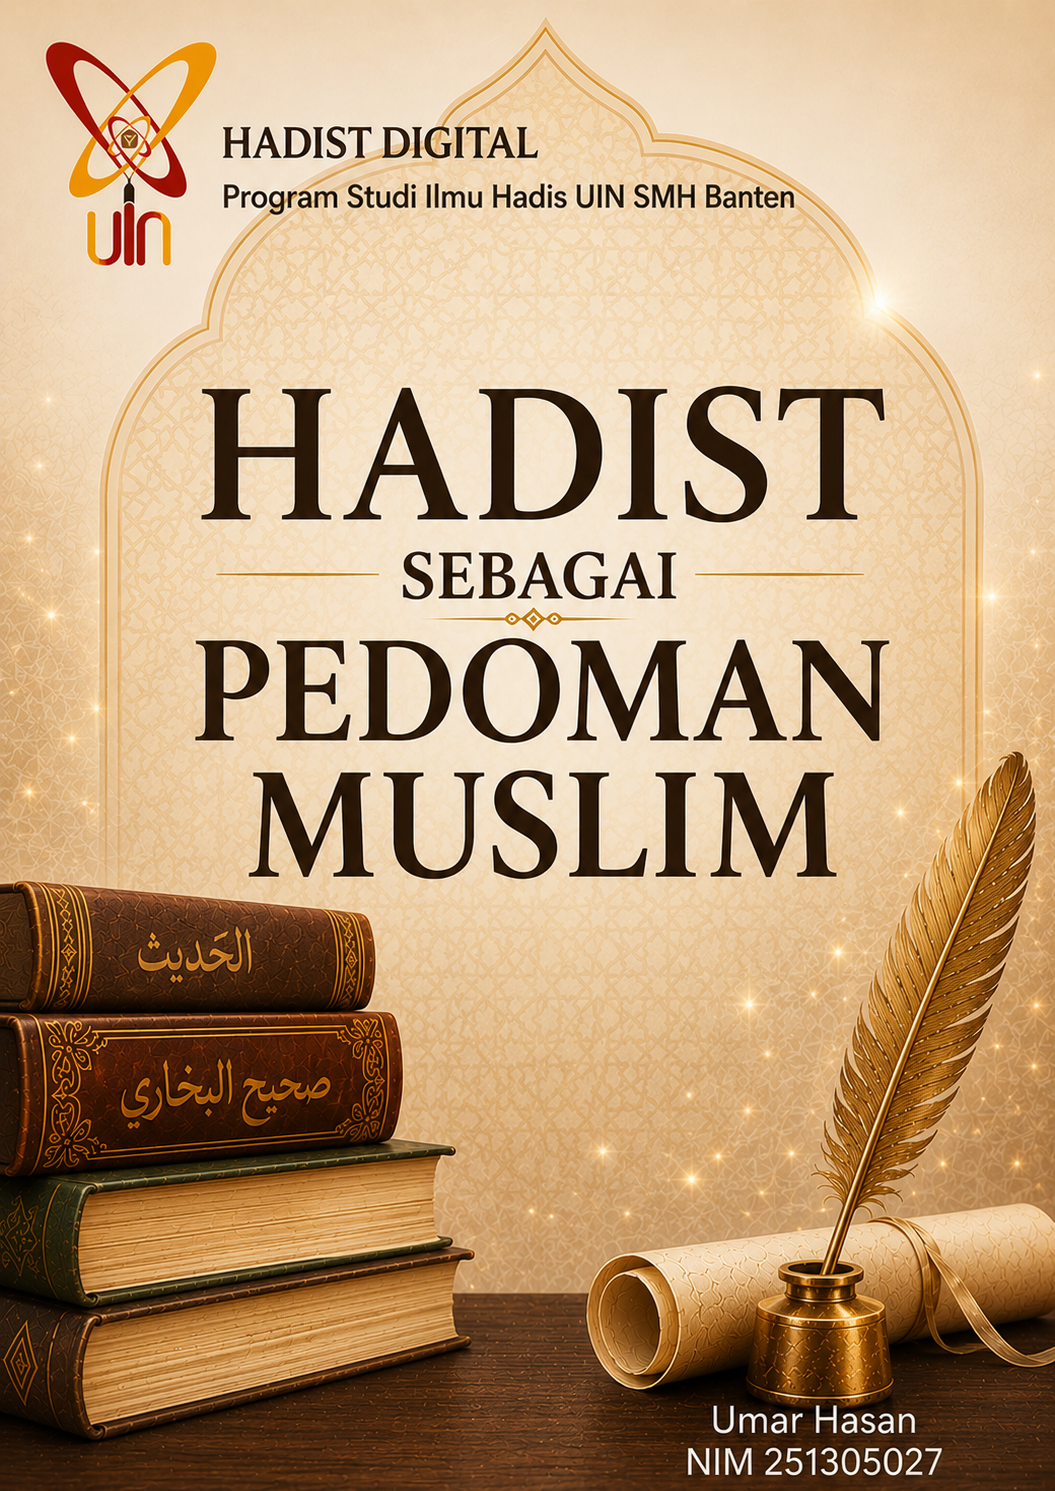 HADIST DIGITAL
Program Studi Ilmu Hadis UIN SMH Banten
uin
HADIST
SEBAGAI
PEDOMAN
MUSLIM
الحَديث
صحيح البخاري
Umar Hasan
NIM 251305027